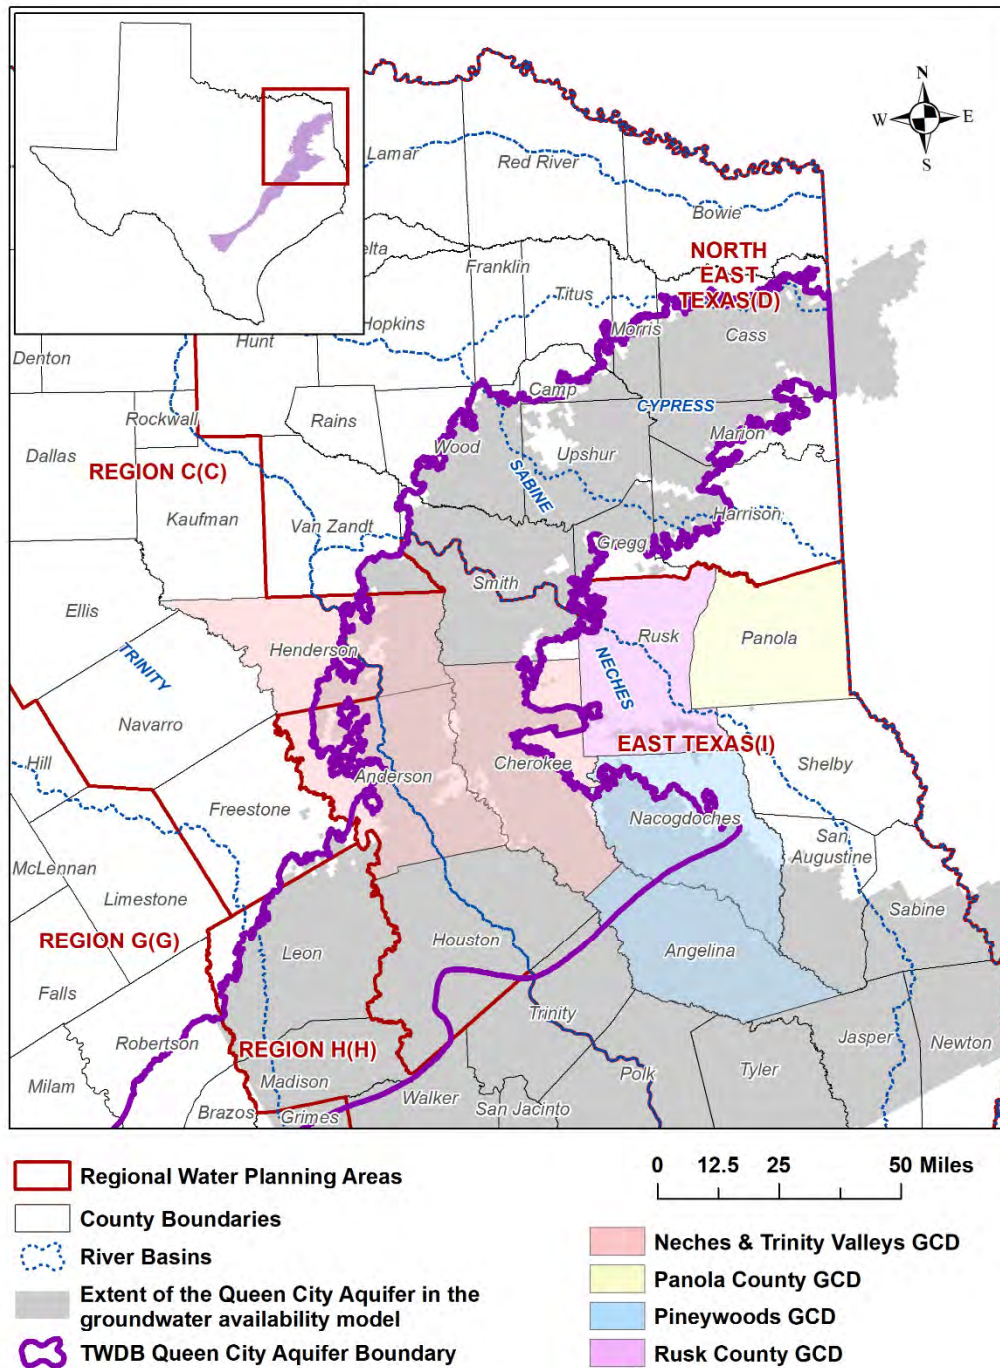 N
W
E
S
Lamar
Red River
Bowie
elta
Franklin
NORTH
EAST
TEXAS(D)
Titus
Hopkins
Morris
Cass
Hunt
Denton
Camp
CYPRESS
Rockwall
Rains
Marion
Dallas
Wood
Upshur
REGION C(C)
SABINE
Kaufman
Van Zandt
Harrison
Gregg
Smith
Ellis
Rusk
Panola
Henderson
TRINITY
NECHES
Navarro
EAST TEXAS(I)
Hill
Cherokee
Shelby
Anderson
Freestone
Nacogdoches
San
Augustine
McLennan
Limestone
Sabine
REGION G(G)
Leon
Houston
Angelina
Falls
Trinity
Robertson
REGION H(H)
Jasper
Newton
Milam
Madison
Polk
Tyler
Brazos
Grimes
Walker
San Jacinto
Regional Water Planning Areas
County Boundaries
River Basins
Extent of the Queen City Aquifer in the
groundwater availability model
TWDB Queen City Aquifer Boundary
0 12.5 25 50 Miles
Neches & Trinity Valleys GCD
Panola County GCD
Pineywoods GCD
Rusk County GCD